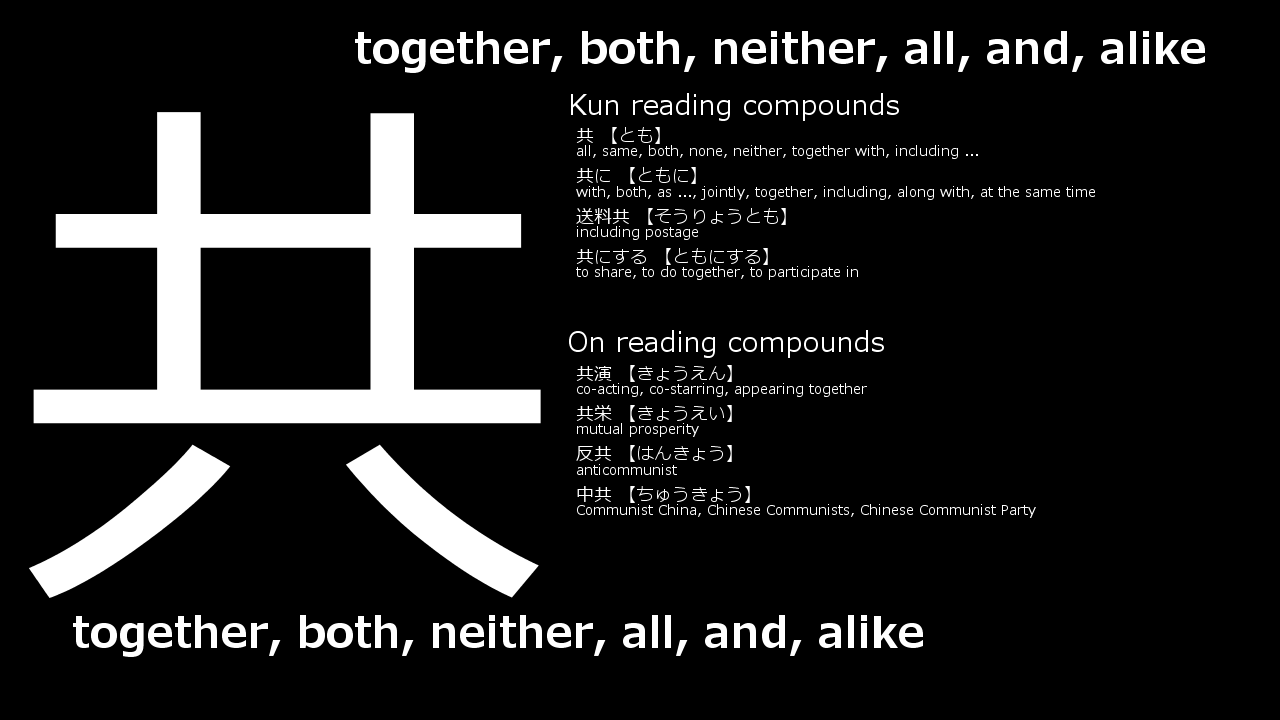 together, both, neither, all, and, alike
共
Kun reading compounds
共 【とも】
all, same, both, none, neither, together with, including ...
共に 【ともに】
with, both, as ..., jointly, together, including, along with, at the same time
送料共 【そうりょうとも】
including postage
共にする 【ともにする】
to share, to do together, to participate in
On reading compounds
共演 【きょうえん】
co-acting, co-starring, appearing together
共栄 【きょうえい】
mutual prosperity
反共 【はんきょう】
anticommunist
中共 【ちゅうきょう】
Communist China, Chinese Communists, Chinese Communist Party
together, both, neither, all, and, alike